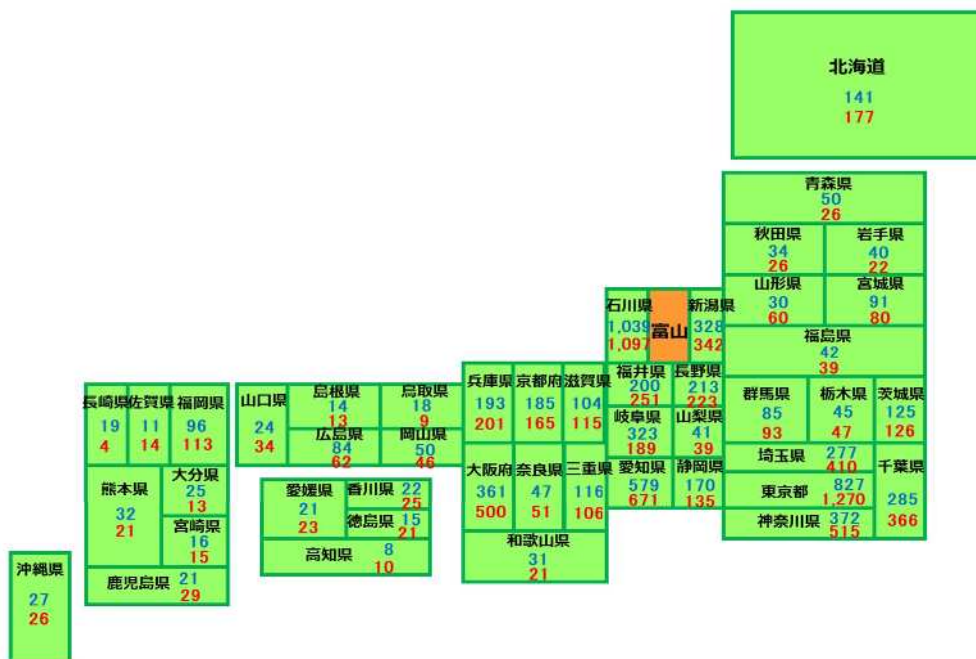 北海道
141
177
青森県
50
26
秋田県
34
26
岩手県
40
22
山形県
30
60
宮城県
91
80
福島県
42
39
石川県
1,039
1,097
富山
新潟県
328
342
福井県
200
251
長野県
213
223
岐阜県
323
189
山梨県
41
39
愛知県
579
671
静岡県
170
135
群馬県
85
93
栃木県
45
47
茨城県
125
126
埼玉県 277
410
東京都 827
1,270
神奈川県 372
515
千葉県
285
366
兵庫県
193
201
京都府
185
165
滋賀県
104
115
大阪府
361
500
奈良県
47
51
三重県
116
106
和歌山県
31
21
山口県
24
34
島根県
14
13
鳥取県
18
9
広島県
84
62
岡山県
50
46
愛媛県
21
23
香川県 22
25
徳島県 15
21
高知県 8
10
長崎県
19
4
佐賀県
11
14
福岡県
96
113
熊本県
32
21
大分県
25
13
宮崎県
16
15
鹿児島県 21
29
沖縄県
27
26